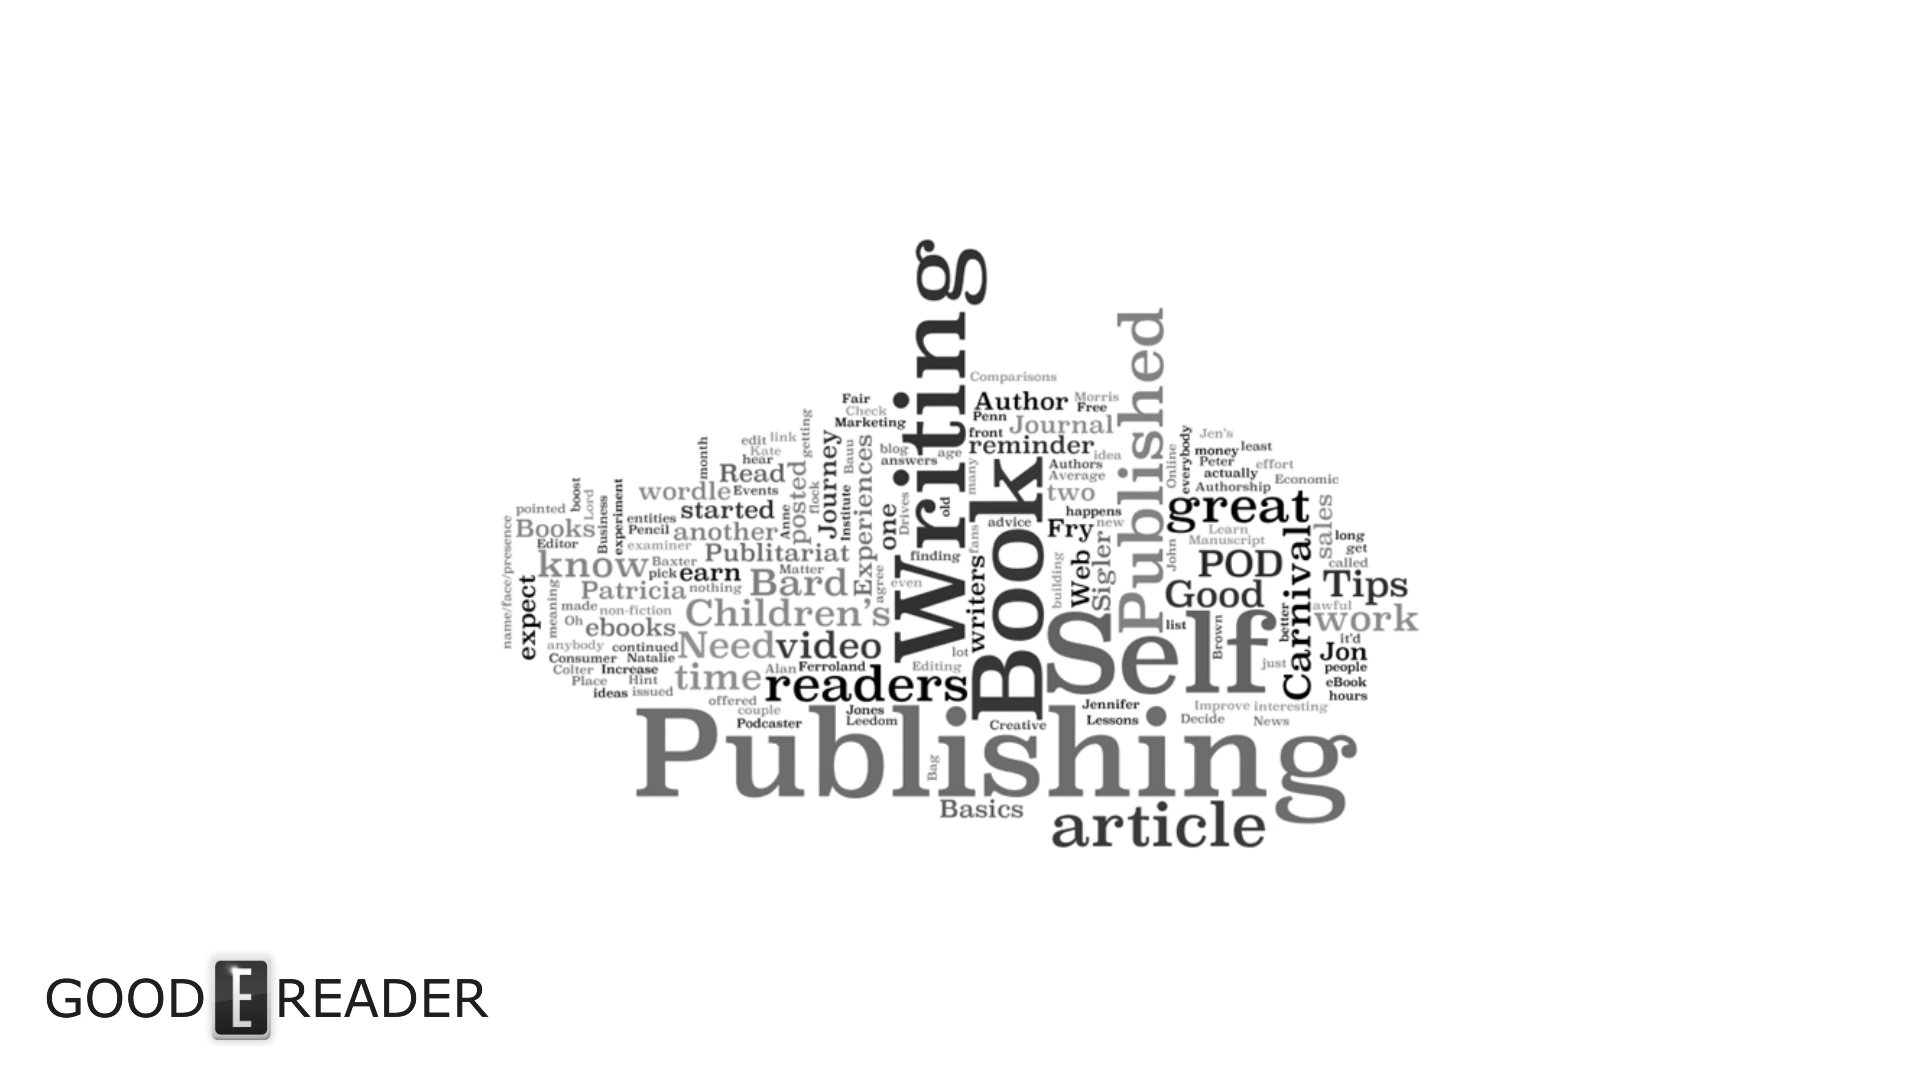 Writing
Published
Comparisons
Fair
Author
Morris
Free
Check
Penn
Marketing
Journal
front
reminder
edit
link
getting
Journey
Bauu
Experiences
blog
age
answers
many
idea
Kate
hear
month
Read
posted
flock
Institute
Drives
old
Authors
Average
two
Online
everybody
Jen's
money
least
Peter
effort
actually
Economic
Authorship
great
wordle
Events
started
Anne
one
Book
advice
happens
Fry
new
pointed
boost
Lord
Business
experiment
Books
Editor
entities
Pencil
another
examiner
Publitariat
finding
fans
building
Web
Sigler
John
Learn
Manuscript
sales
long
get
called
name/face/presence
expect
know
Baxter
pick
earn
Matter
Bard
agree
even
writers
POD
Good
Carnival
Tips
meaning
Patricia
nothing
made
non-fiction
Oh
ebooks
Children's
list
Brown
better
awful
work
it'd
anybody
continued
Need
video
lot
Self
Jon
Consumer
Natalie
Colter
Increase
time
Alan
Ferroland
Editing
just
people
Place
Hint
eBook
ideas
issued
readers
hours
offered
couple
Jones
Jennifer
Improve
interesting
Podcaster
Leedom
Creative
Lessons
Decide
News
Publishing
Bag
Basics
article
GOOD E READER